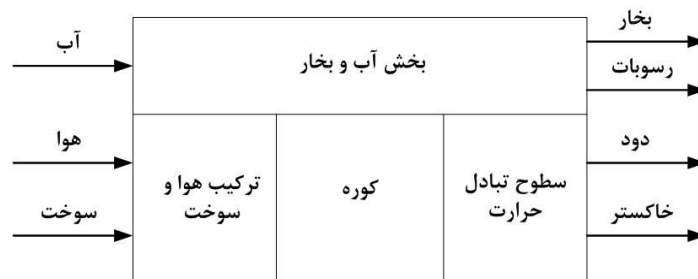 بخار
آب
بخش آب و بخار
رسوبات
هوا
دود
ترکیب هوا و
سوخت
کوره
سطوح تبادل
حرارت
سوخت
خاکستر